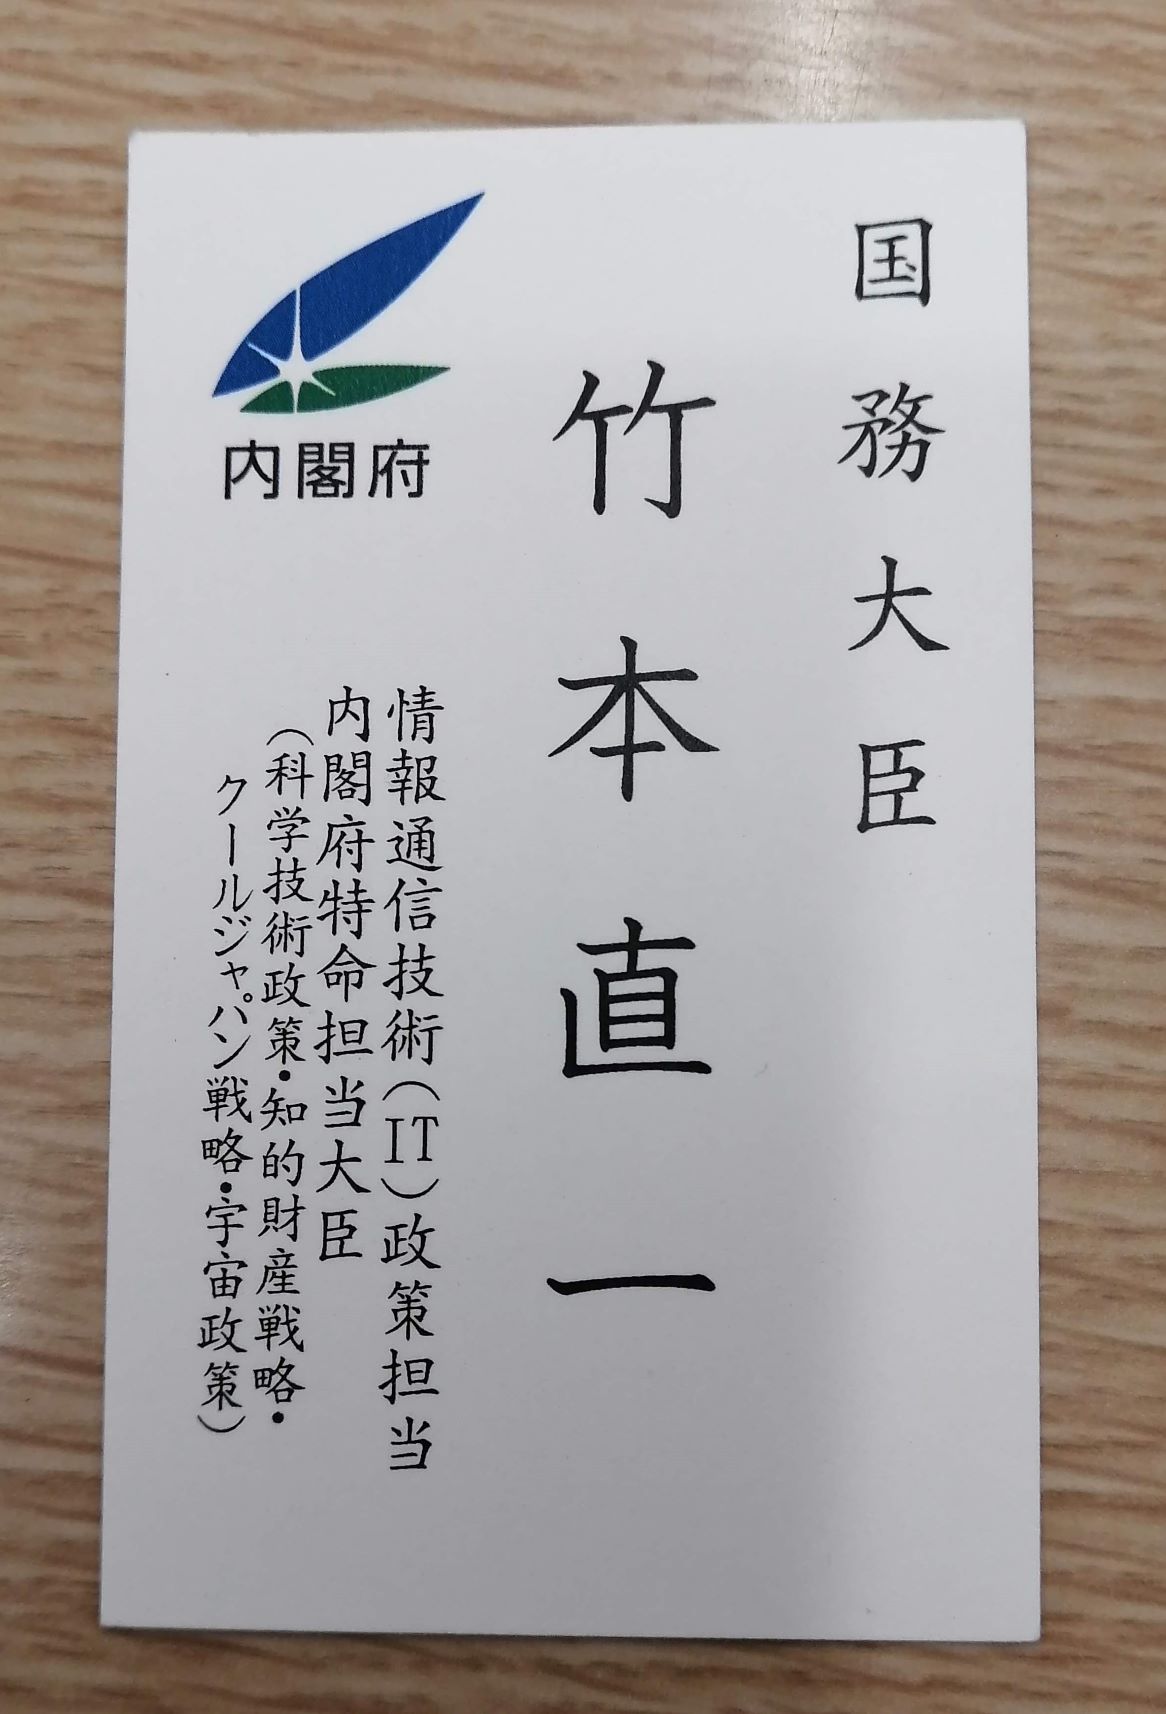 国務大臣
竹本直一
内閣府
情報通信技術(IT)政策担当
内閣府特命担当大臣
(科学技術政策・知的財産戦略・
クールジャパン戦略・宇宙政策)